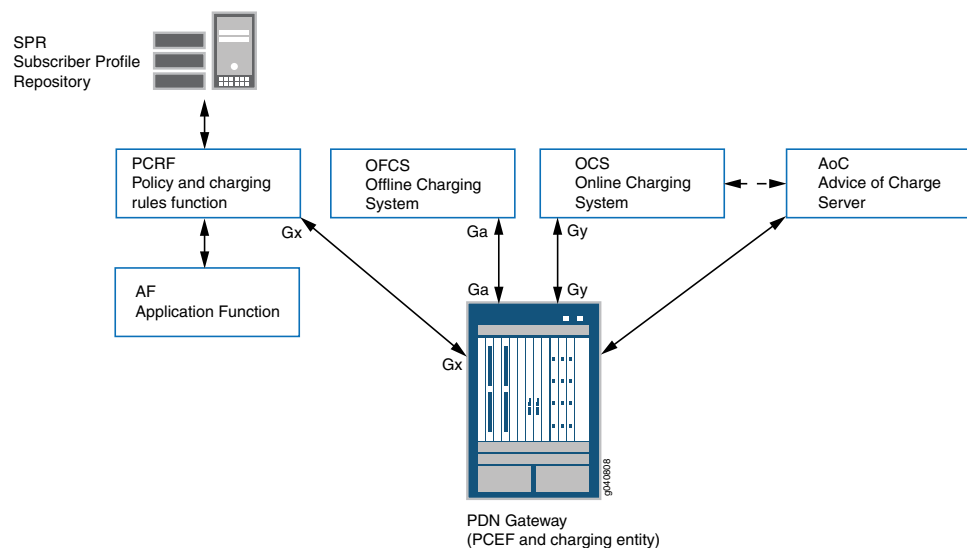 SPR
Subscriber Profile
Repository
PCRF
Policy and charging
rules function
OFCS
Offline Charging
System
OCS
Online Charging
System
AoC
Advice of Charge
Server
Gx
Ga
Gy
AF
Application Function
Ga
Gy
Gx
g040808
PDN Gateway
(PCEF and charging entity)